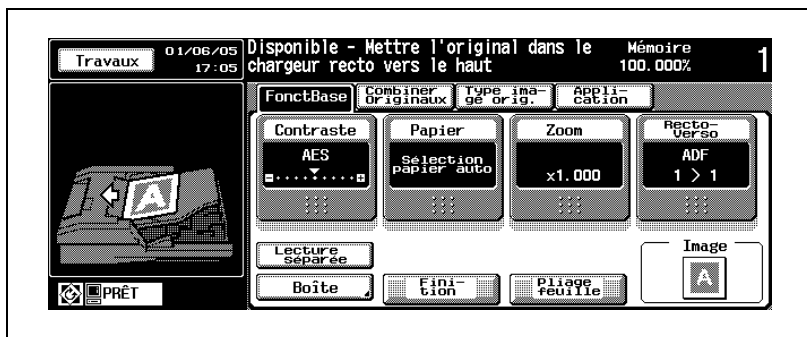 Travaux
01/06/05
17:05
Disponible - Mettre l'original dans le
chargeur recto vers le haut
Mémoire
100.000%
1
FonctBase
Combiner
Originaux
Type ima-
ge orig.
Appli-
cation
Contraste
AES
Papier
Sélection
papier auto
Zoom
×1.000
Recto-
Verso
ADF
1 > 1
A
Lecture
séparée
Boîte
Fini-
tion
Pliage
feuille
Image
A
PRÊT